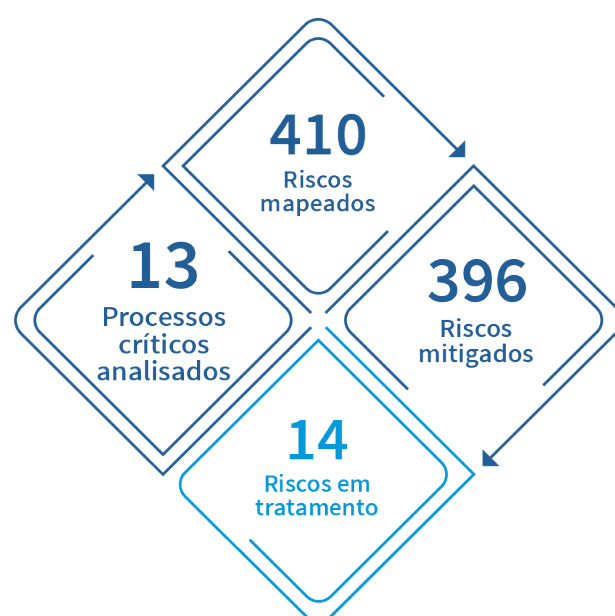 410
Riscos
mapeados
13
Processos
críticos
analisados
396
Riscos
mitigados
14
Riscos em
tratamento